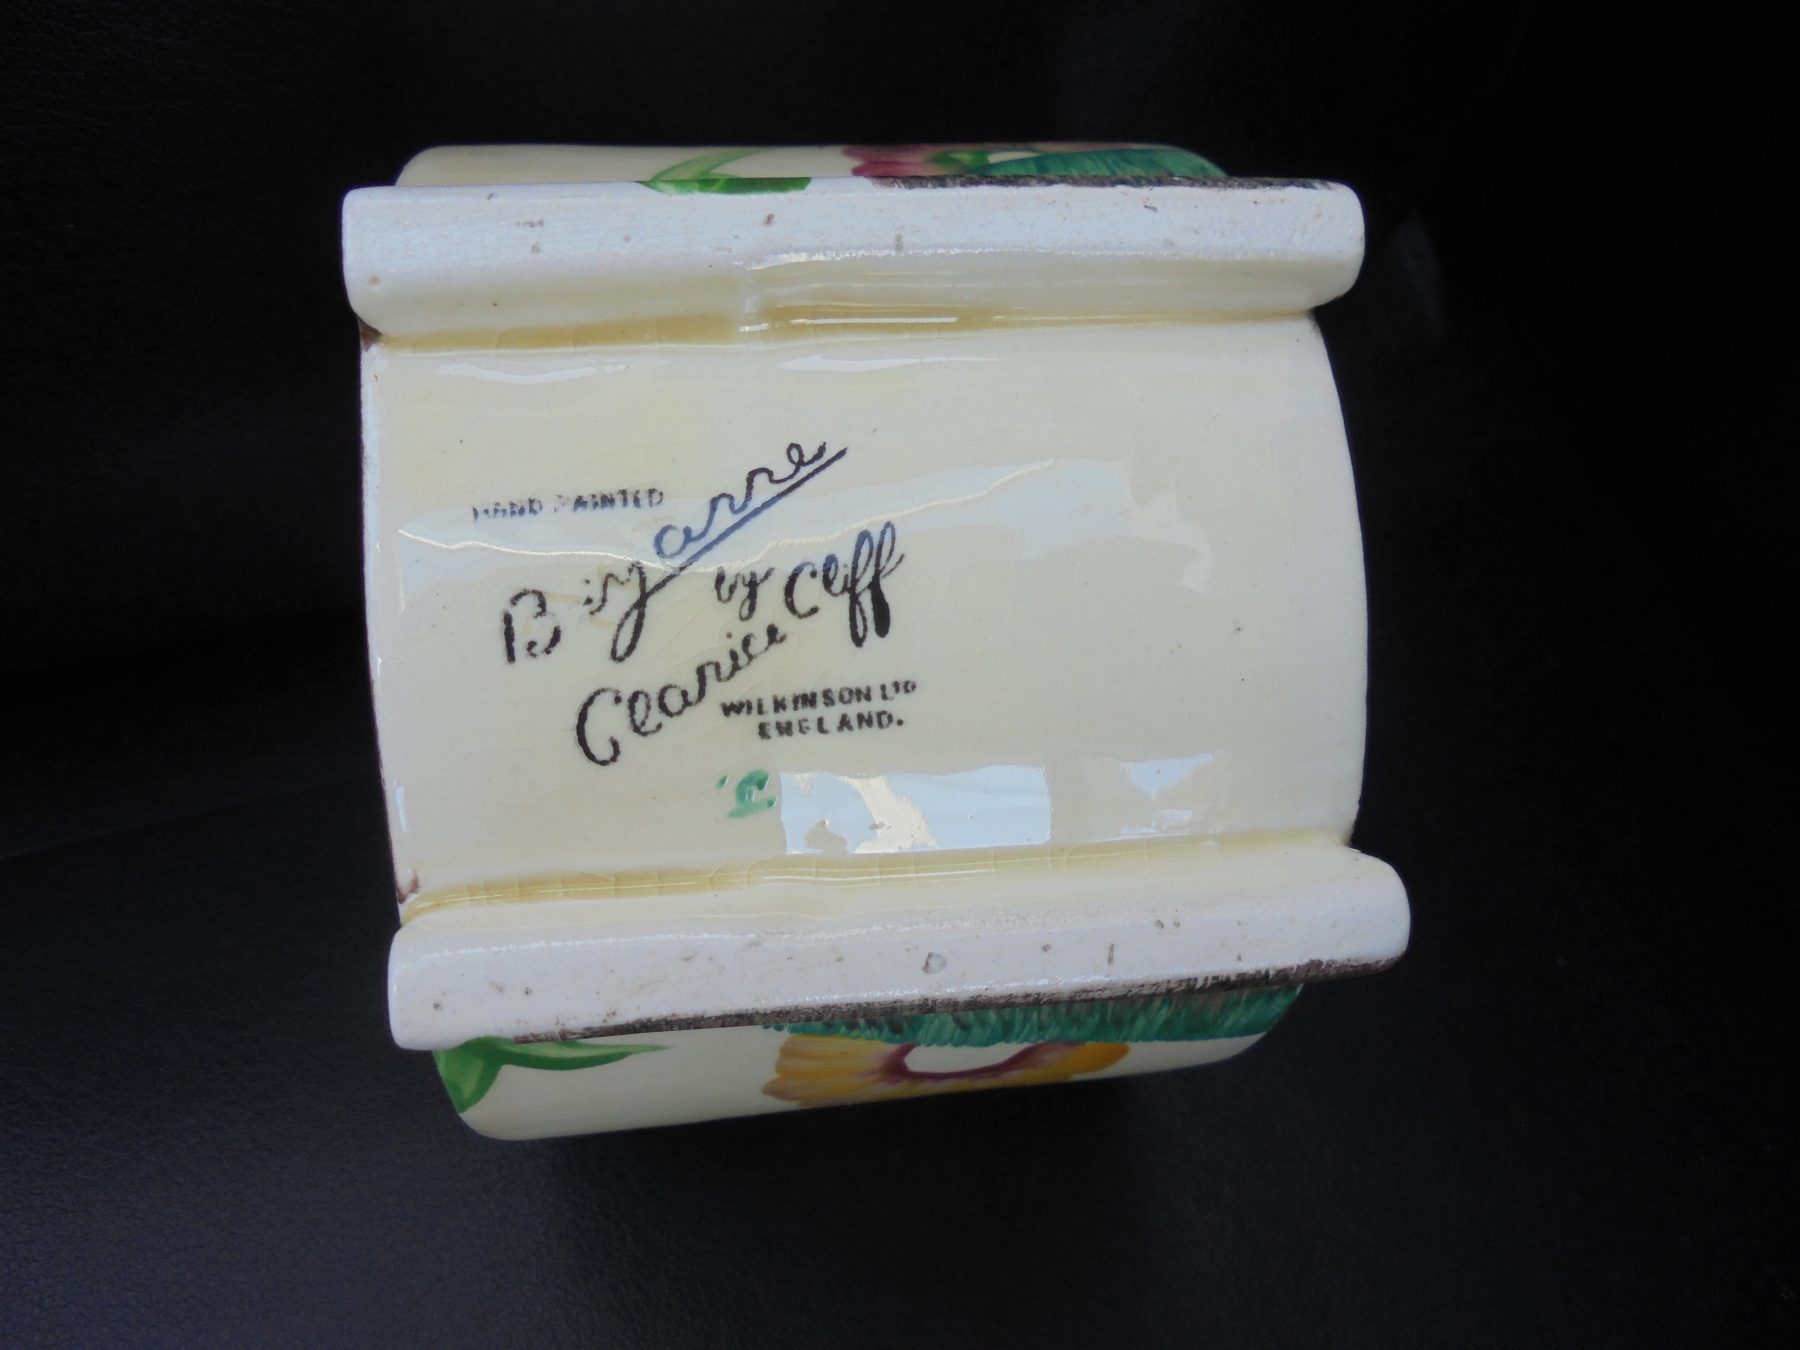 HAND PAINTED
Bizarre
by
Clarice Cliff
WILKINSON LTD
ENGLAND.